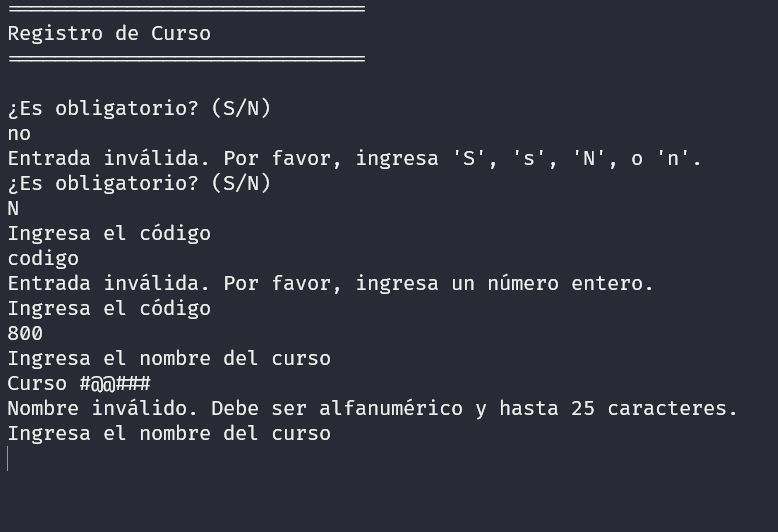 ==============================
Registro de Curso
==============================
¿Es obligatorio? (S/N)
no
Entrada inválida. Por favor, ingresa 'S', 's', 'N', o 'n'.
¿Es obligatorio? (S/N)
N
Ingresa el código
codigo
Entrada inválida. Por favor, ingresa un número entero.
Ingresa el código
800
Ingresa el nombre del curso
Curso #@@###
Nombre inválido. Debe ser alfanumérico y hasta 25 caracteres.
Ingresa el nombre del curso